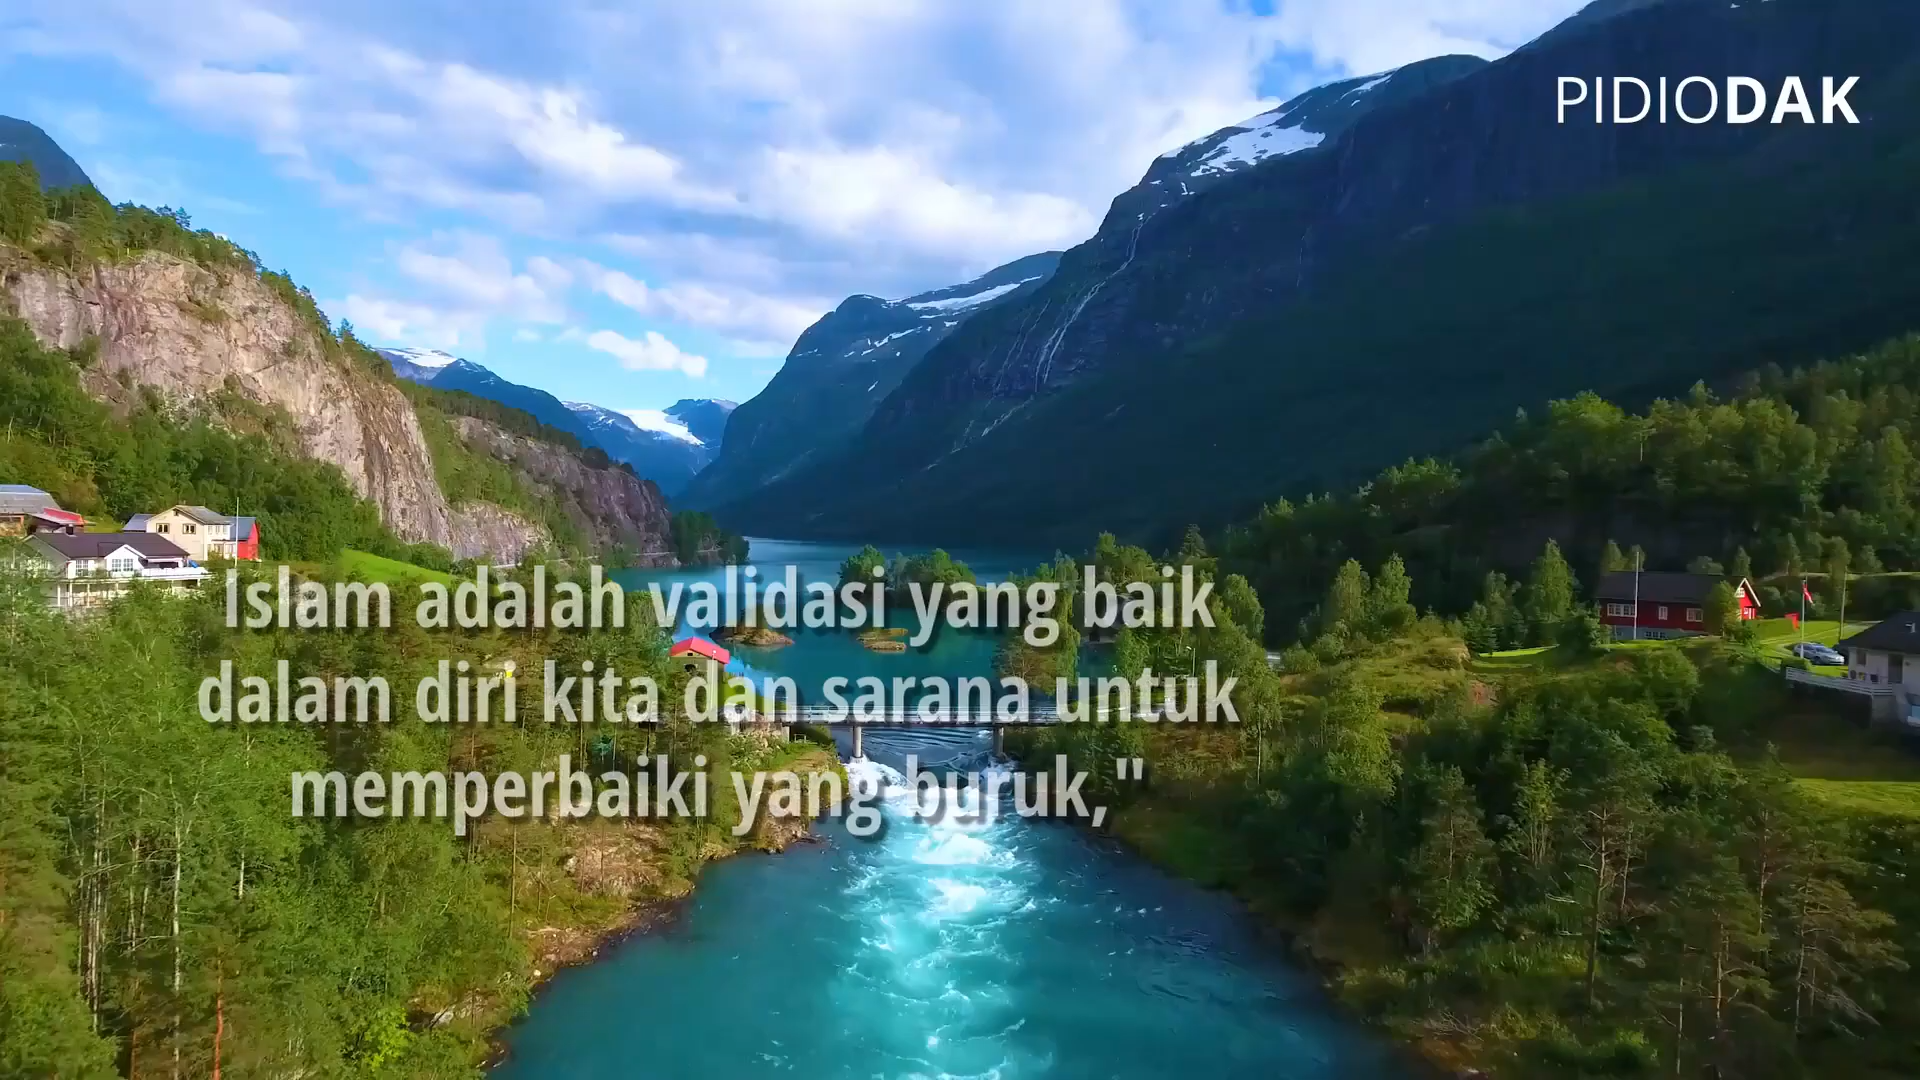 PIDIODAK
Islam adalah validasi yang baik
dalam diri kita dan sarana untuk
memperbaiki yang buruk,"